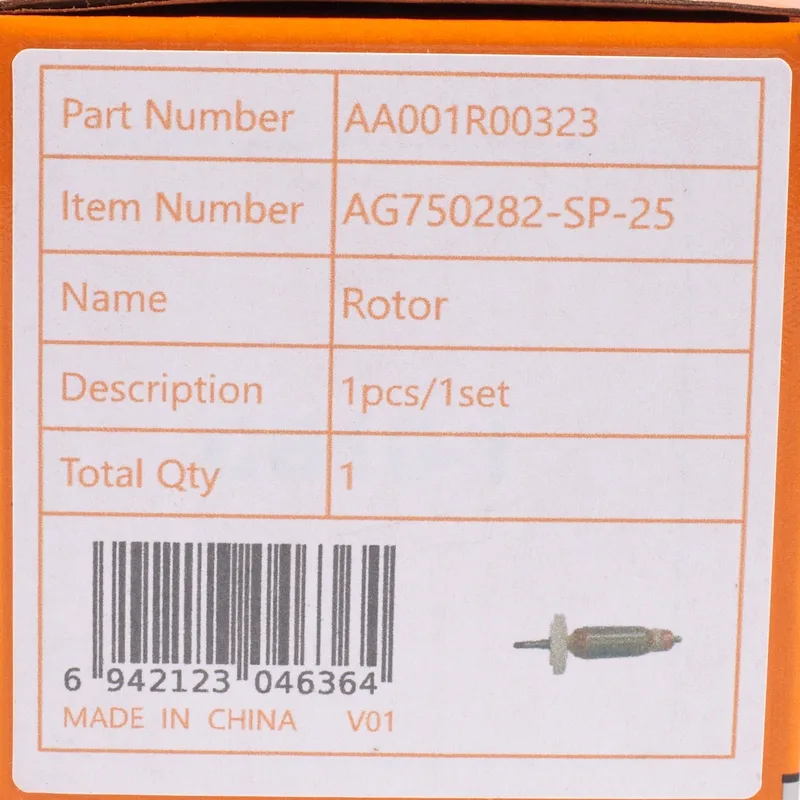 Part Number AA001R00323
Item Number AG750282-SP-25
Name Rotor
Description 1pcs/1set
Total Qty 1
6 942123 046364
MADE IN CHINA V01